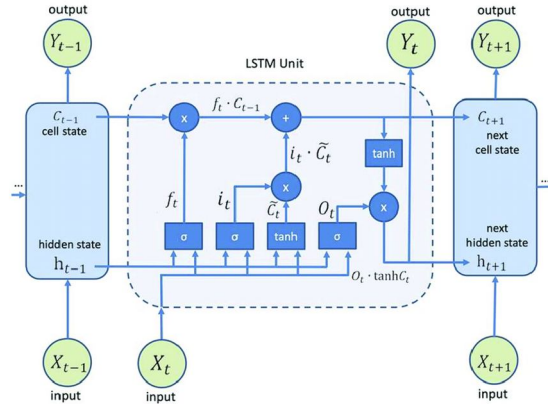 output
output
output
Y_{t-1}
Y_t
Y_{t+1}
LSTM Unit
C_{t-1}
cell state
x
f_t · C_{t-1}
+
C_{t+1}
next
cell state
tanh
i_t · C̃_t
...
f_t
i_t
x
C̃_t
O_t
x
...
hidden state
h_{t-1}
σ
σ
tanh
σ
next
hidden state
h_{t+1}
O_t · tanhC_t
X_{t-1}
X_t
X_{t+1}
input
input
input